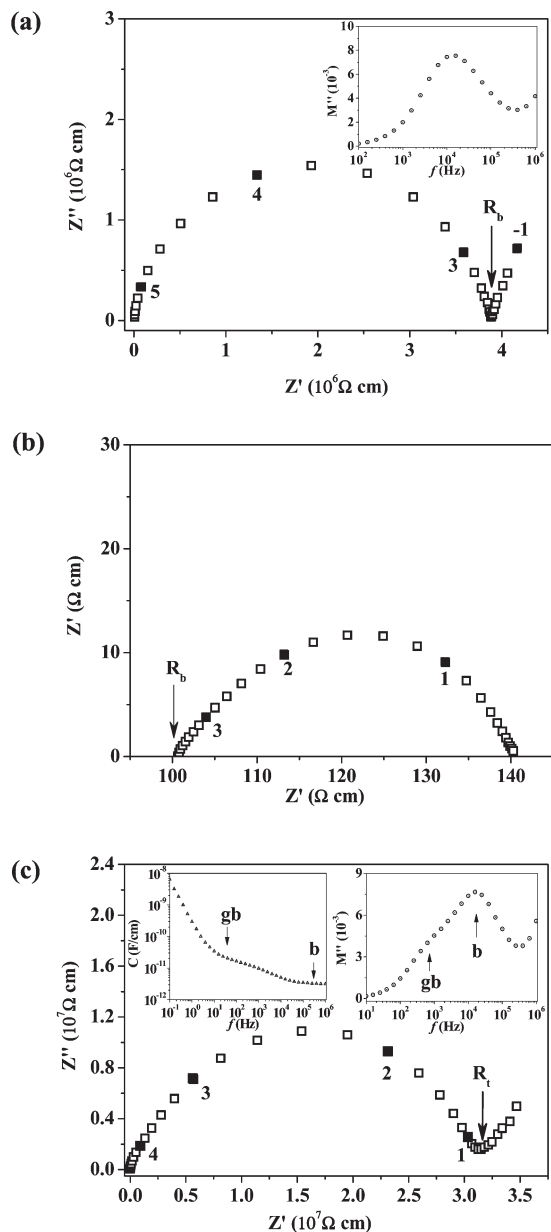 (a)
3
2
1
0
Z'' (10⁶Ω cm)
0 1 2 3 4
Z' (10⁶Ω cm)
5
4
3
R_b
-1
10
8
6
4
2
0
M'' (10⁻³)
10² 10³ 10⁴ 10⁵ 10⁶
f (Hz)
(b)
30
20
10
0
Z' (Ω cm)
100 110 120 130 140
Z' (Ω cm)
R_b
3
2
1
(c)
2.4
2.0
1.6
1.2
0.8
0.4
0.0
Z'' (10⁷Ω cm)
0.0 0.5 1.0 1.5 2.0 2.5 3.0 3.5
Z' (10⁷Ω cm)
4
3
2
1
R_t
10⁻⁸
10⁻⁹
10⁻¹⁰
10⁻¹¹
10⁻¹²
C (F/cm)
gb
b
10⁻¹ 10⁰ 10¹ 10² 10³ 10⁴ 10⁵ 10⁶
f (Hz)
9
6
3
0
M'' (10⁻³)
gb
b
10¹ 10² 10³ 10⁴ 10⁵ 10⁶
f (Hz)